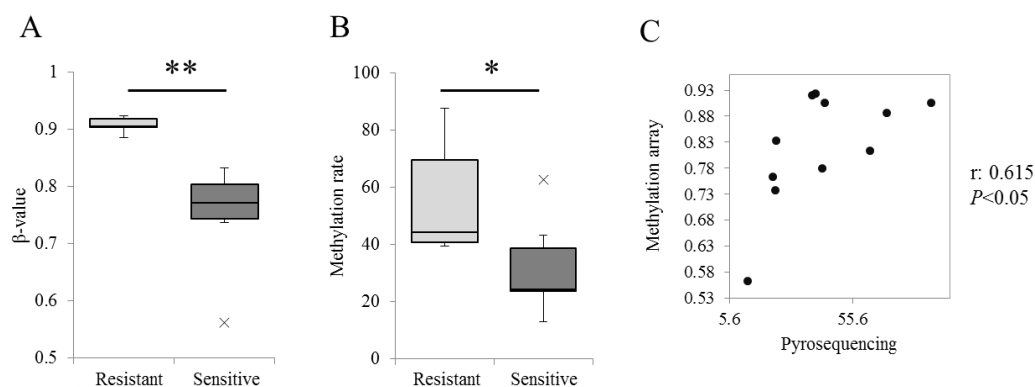 A
**
β-value
1
0.9
0.8
0.7
0.6
0.5
Resistant Sensitive
B
*
Methylation rate
100
80
60
40
20
0
Resistant Sensitive
C
Methylation array
0.93
0.88
0.83
0.78
0.73
0.68
0.63
0.58
0.53
5.6 55.6
Pyrosequencing
r: 0.615
P<0.05